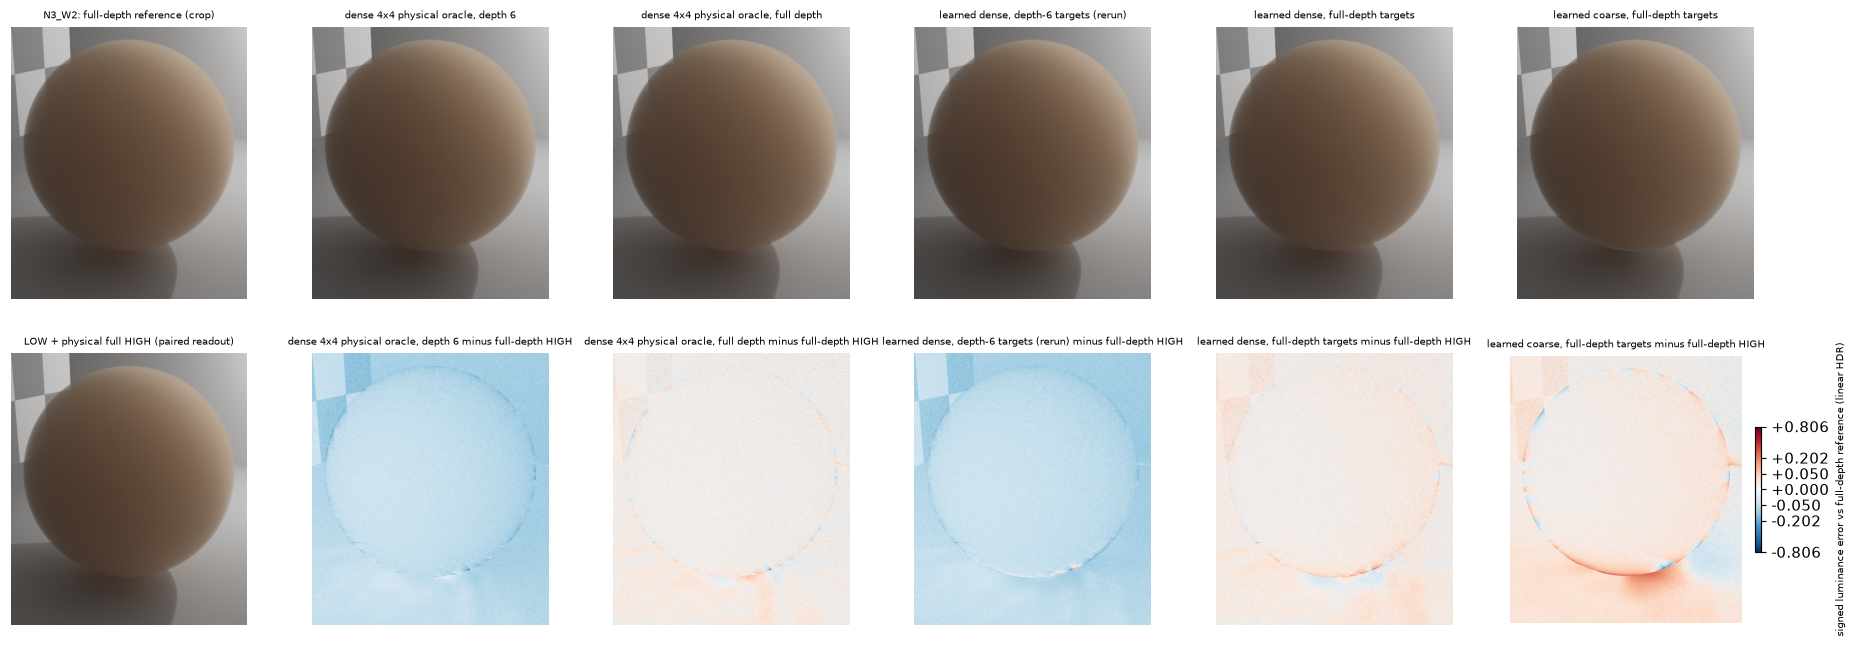 N3_W2: full-depth reference (crop)
dense 4x4 physical oracle, depth 6
dense 4x4 physical oracle, full depth
learned dense, depth-6 targets (rerun)
learned dense, full-depth targets
learned coarse, full-depth targets
LOW + physical full HIGH (paired readout)
dense 4x4 physical oracle, depth 6 minus full-depth HIGH
dense 4x4 physical oracle, full depth minus full-depth HIGH
learned dense, depth-6 targets (rerun) minus full-depth HIGH
learned dense, full-depth targets minus full-depth HIGH
learned coarse, full-depth targets minus full-depth HIGH
+0.806
+0.202
+0.050
+0.000
-0.050
-0.202
-0.806
signed luminance error vs full-depth reference (linear HDR)